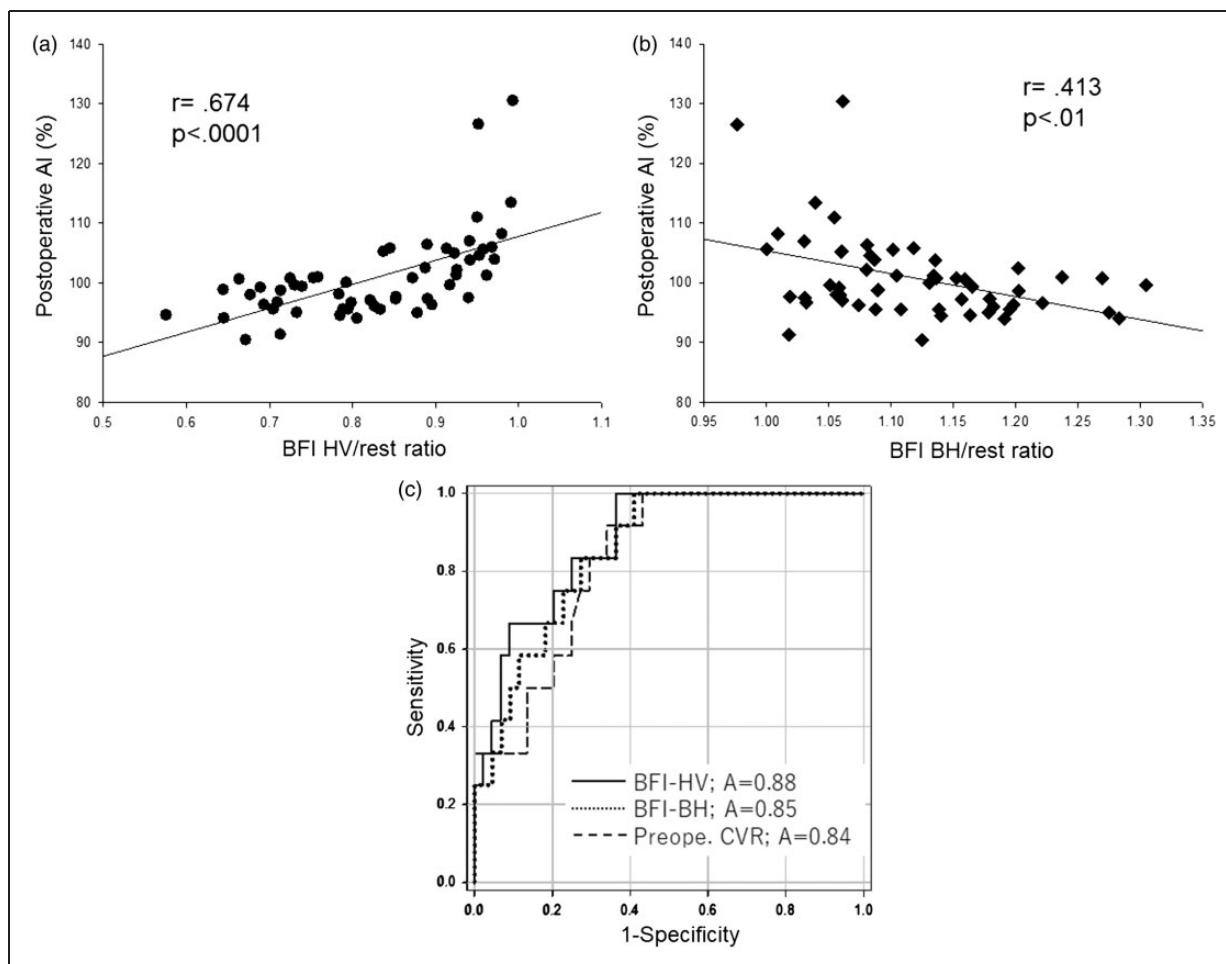 (a)
140
130
120
110
100
90
80
Postoperative AI (%)
r= .674
p<.0001
0.5 0.6 0.7 0.8 0.9 1.0 1.1
BFI HV/rest ratio
(b)
140
130
120
110
100
90
80
Postoperative AI (%)
r= .413
p<.01
0.95 1.00 1.05 1.10 1.15 1.20 1.25 1.30 1.35
BFI BH/rest ratio
(c)
1.0
0.8
0.6
0.4
0.2
0.0
Sensitivity
BFI-HV; A=0.88
BFI-BH; A=0.85
Preope. CVR; A=0.84
0.0 0.2 0.4 0.6 0.8 1.0
1-Specificity